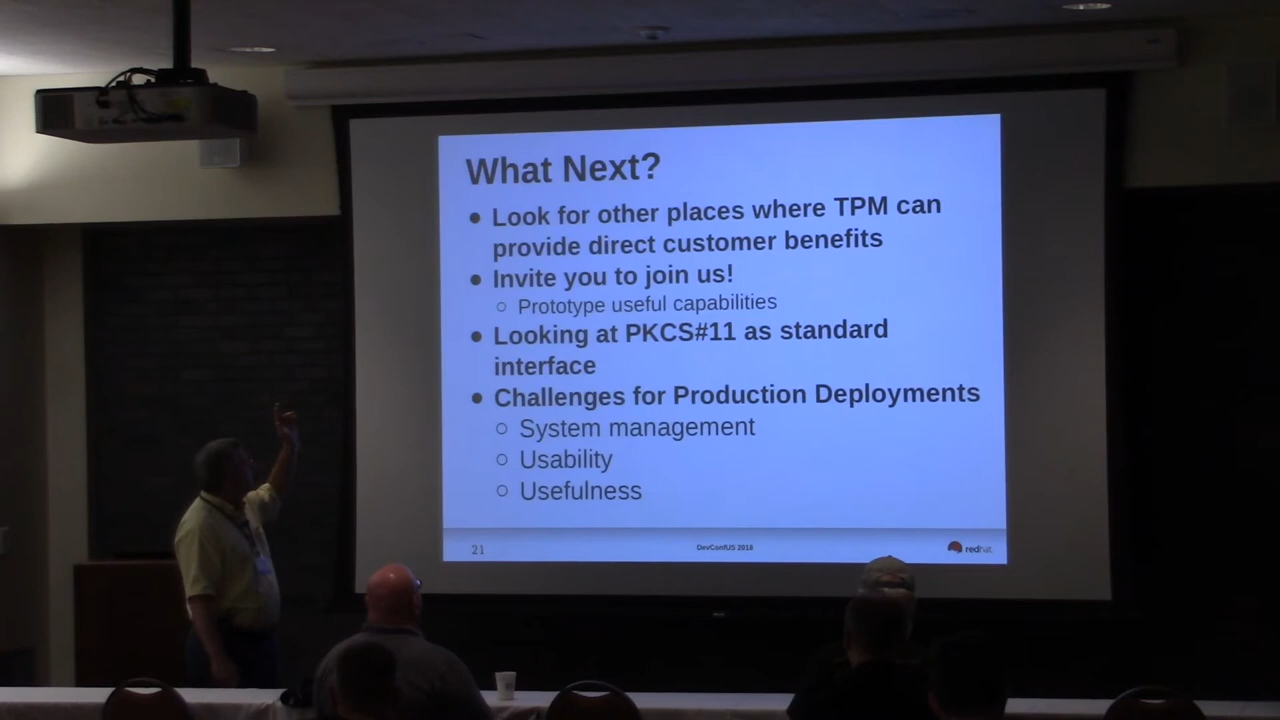 What Next?
● Look for other places where TPM can
provide direct customer benefits
● Invite you to join us!
○ Prototype useful capabilities
● Looking at PKCS#11 as standard
interface
● Challenges for Production Deployments
○ System management
○ Usability
○ Usefulness
21
DevConfUS 2018
redhat